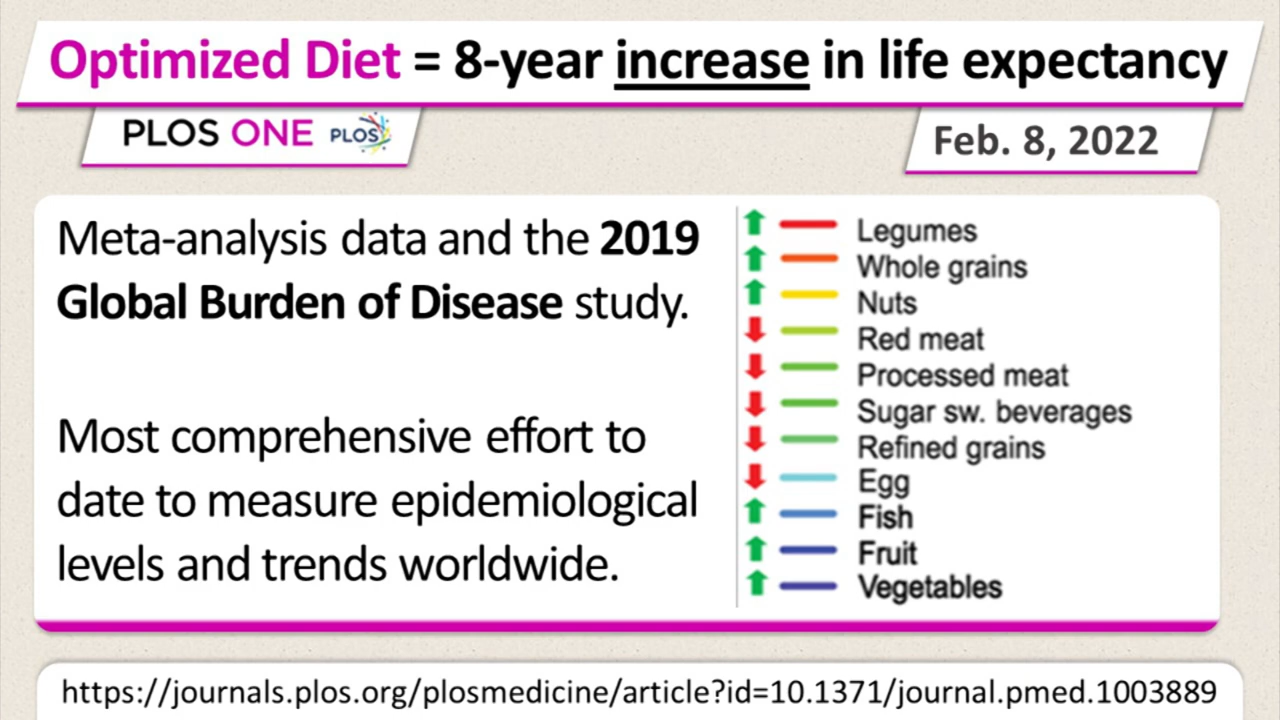 Optimized Diet = 8-year increase in life expectancy
PLOS ONE PLOS
Feb. 8, 2022
Meta-analysis data and the 2019
Global Burden of Disease study.
Most comprehensive effort to
date to measure epidemiological
levels and trends worldwide.
Legumes
Whole grains
Nuts
Red meat
Processed meat
Sugar sw. beverages
Refined grains
Egg
Fish
Fruit
Vegetables
https://journals.plos.org/plosmedicine/article?id=10.1371/journal.pmed.1003889